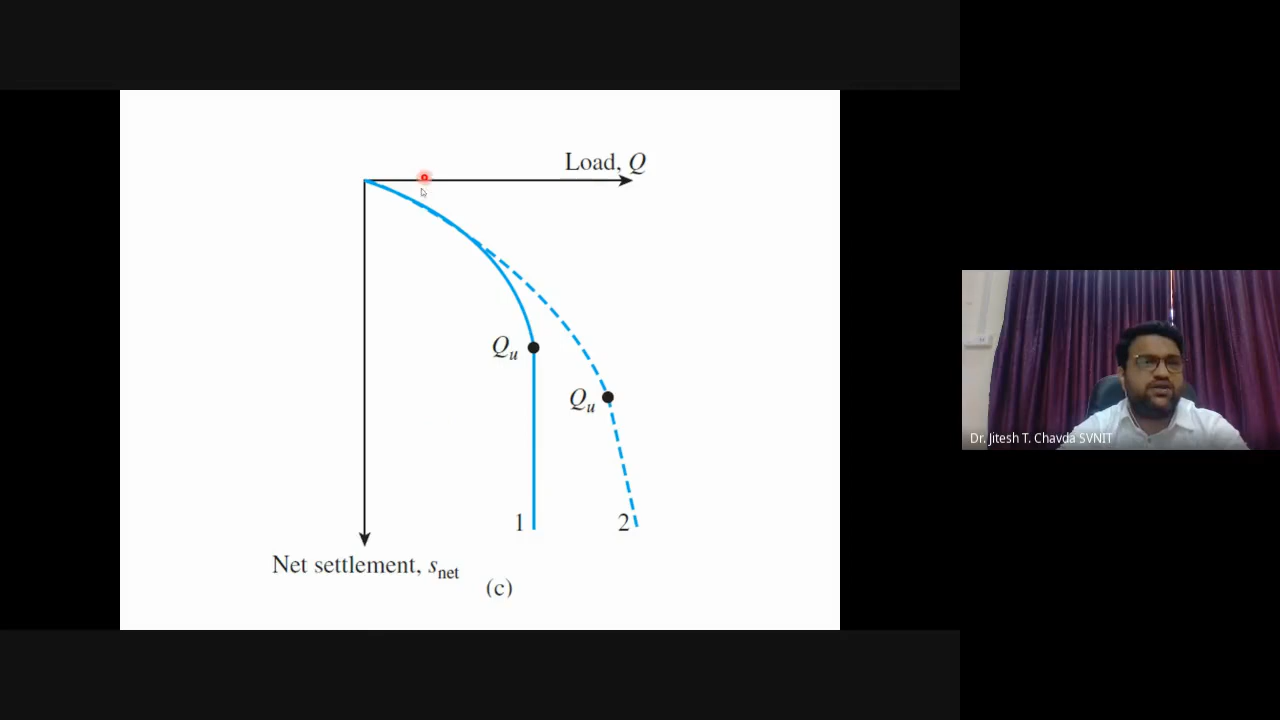 Load, Q
Q_u
Q_u
1
2
Net settlement, s_net
(c)
Dr. Jitesh T. Chavda SVNIT